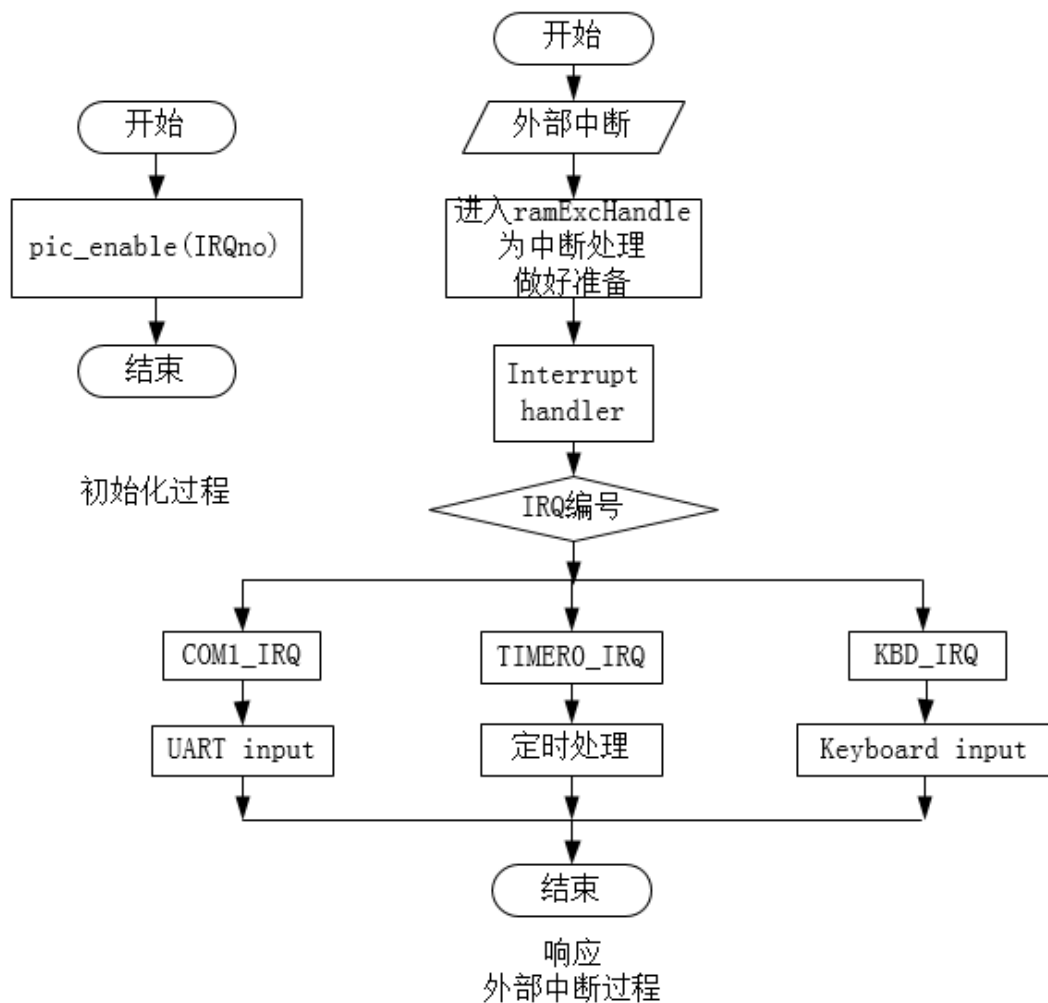 开始
pic_enable(IRQno)
结束
初始化过程
开始
外部中断
进入ramExcHandle
为中断处理
做好准备
Interrupt
handler
IRQ编号
COM1_IRQ
TIMER0_IRQ
KBD_IRQ
UART input
定时处理
Keyboard input
结束
响应
外部中断过程